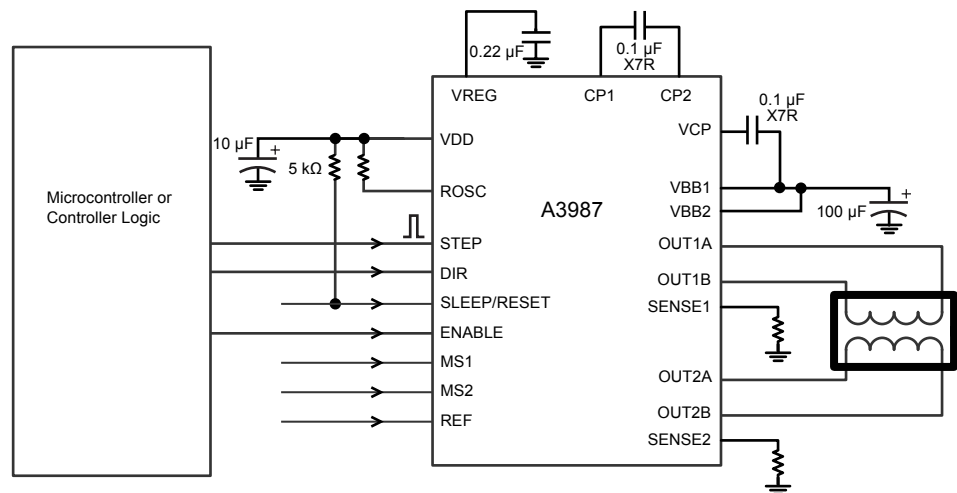 0.22 µF
0.1 µF
X7R
VREG
CP1
CP2
0.1 µF
X7R
VCP
10 µF
+
5 kΩ
VDD
ROSC
Microcontroller or
Controller Logic
A3987
VBB1
VBB2
100 µF
+
STEP
DIR
SLEEP/RESET
ENABLE
MS1
MS2
REF
OUT1A
OUT1B
SENSE1
OUT2A
OUT2B
SENSE2